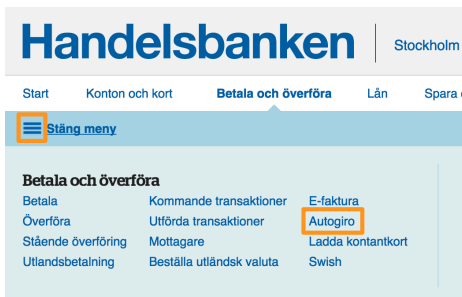 Handelsbanken
Stockholm
Start Konton och kort Betala och överföra Lån Spara
Stäng meny
Betala och överföra
Betala Kommande transaktioner E-faktura
Överföra Utförda transaktioner Autogiro
Stående överföring Mottagare Ladda kontantkort
Utlandsbetalning Beställa utländsk valuta Swish